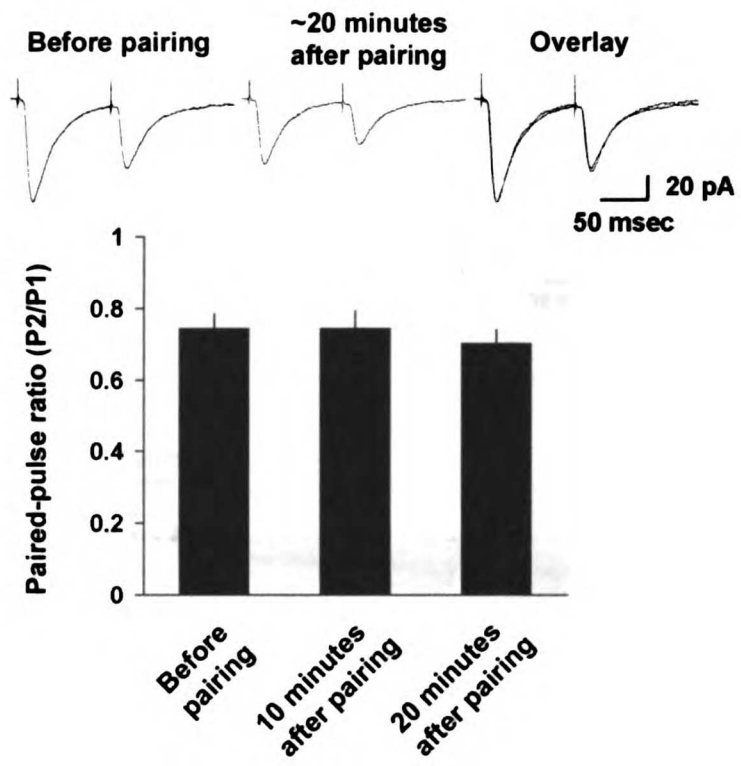 Before pairing
~20 minutes
after pairing
Overlay
20 pA
50 msec
Paired-pulse ratio (P2/P1)
1
0.8
0.6
0.4
0.2
0
Before
pairing
10 minutes
after pairing
20 minutes
after pairing